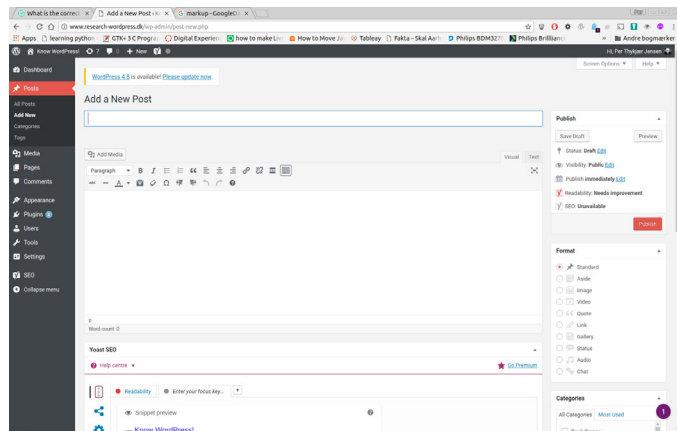 What is the correct
Add a New Post ‹ K
markup - Google
Per
www.research-wordpress.dk/wp-admin/post-new.php
Apps
learning python
GTK+ 3 C Program
Digital Experien
how to make Liv
How to Move Ju
Tableay
Fakta – Skal Aarh
Philips BDM3270
Philips Brillianc
Andre bogmærker
Know WordPress!
7
0
New
Hi, Per Thykjær Jensen
Screen Options
Help
Dashboard
Posts
All Posts
Add New
Categories
Tags
Media
Pages
Comments
Appearance
Plugins
Users
Tools
Settings
SEO
Collapse menu
WordPress 4.8 is available! Please update now.
Add a New Post
Add Media
Visual
Text
Paragraph
B I
p
Word count: 0
Yoast SEO
Help centre
Go Premium
Readability
Enter your focus key...
Snippet preview
Know WordPress!
Publish
Save Draft
Preview
Status: Draft Edit
Visibility: Public Edit
Publish immediately Edit
Readability: Needs improvement
SEO: Unavailable
Publish
Format
Standard
Aside
Image
Video
Quote
Link
Gallery
Status
Audio
Chat
Categories
All Categories
Most Used
1